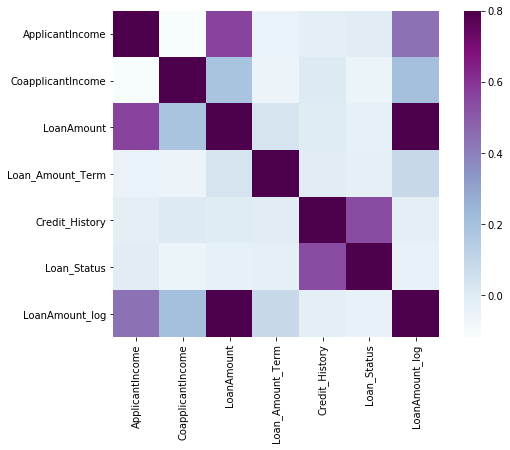 ApplicantIncome
CoapplicantIncome
LoanAmount
Loan_Amount_Term
Credit_History
Loan_Status
LoanAmount_log
ApplicantIncome
CoapplicantIncome
LoanAmount
Loan_Amount_Term
Credit_History
Loan_Status
LoanAmount_log
0.8
0.6
0.4
0.2
0.0